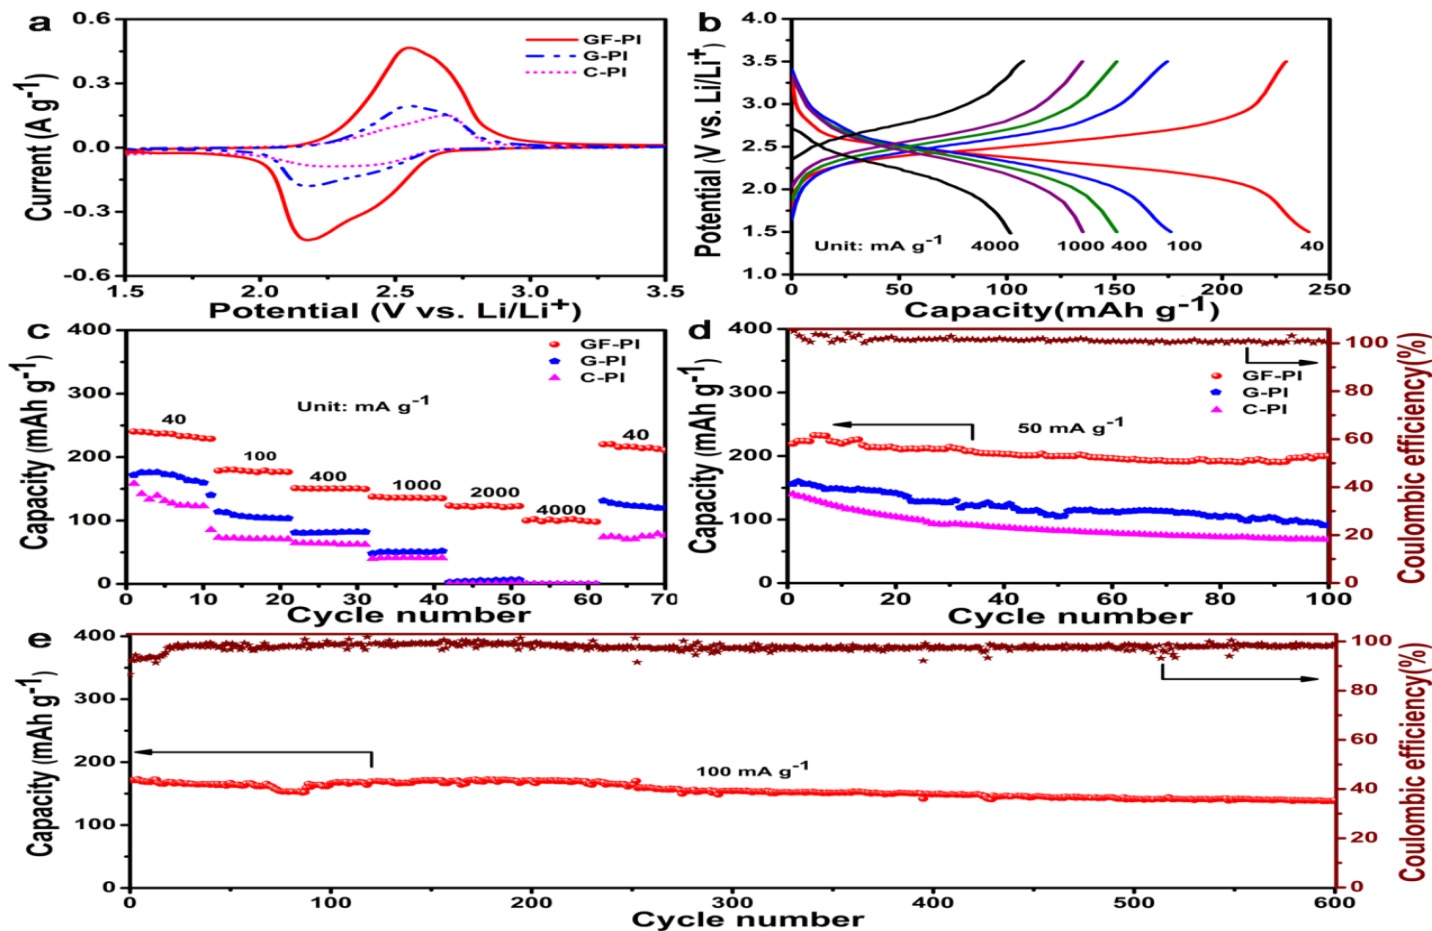 a
0.6
0.3
0.0
-0.3
-0.6
Current (A g-1)
GF-PI
G-PI
C-PI
1.5
2.0
2.5
3.0
3.5
Potential (V vs. Li/Li+)
b
4.0
3.5
3.0
2.5
2.0
1.5
1.0
Potential (V vs. Li/Li+
Unit: mA g-1
4000
1000
400
100
40
0
50
100
150
200
250
Capacity(mAh g-1)
c
400
300
200
100
0
Capacity (mAh g-1)
GF-PI
G-PI
C-PI
Unit: mA g-1
40
100
400
1000
2000
4000
40
0
10
20
30
40
50
60
70
Cycle number
d
400
300
200
100
0
Capacity (mAh g-1)
GF-PI
G-PI
C-PI
50 mA g-1
100
80
60
40
20
0
Coulombic efficiency(%)
0
20
40
60
80
100
Cycle number
e
400
300
200
100
0
Capacity (mAh g-1)
100 mA g-1
100
80
60
40
20
0
Coulombic efficiency(%)
0
100
200
300
400
500
600
Cycle number